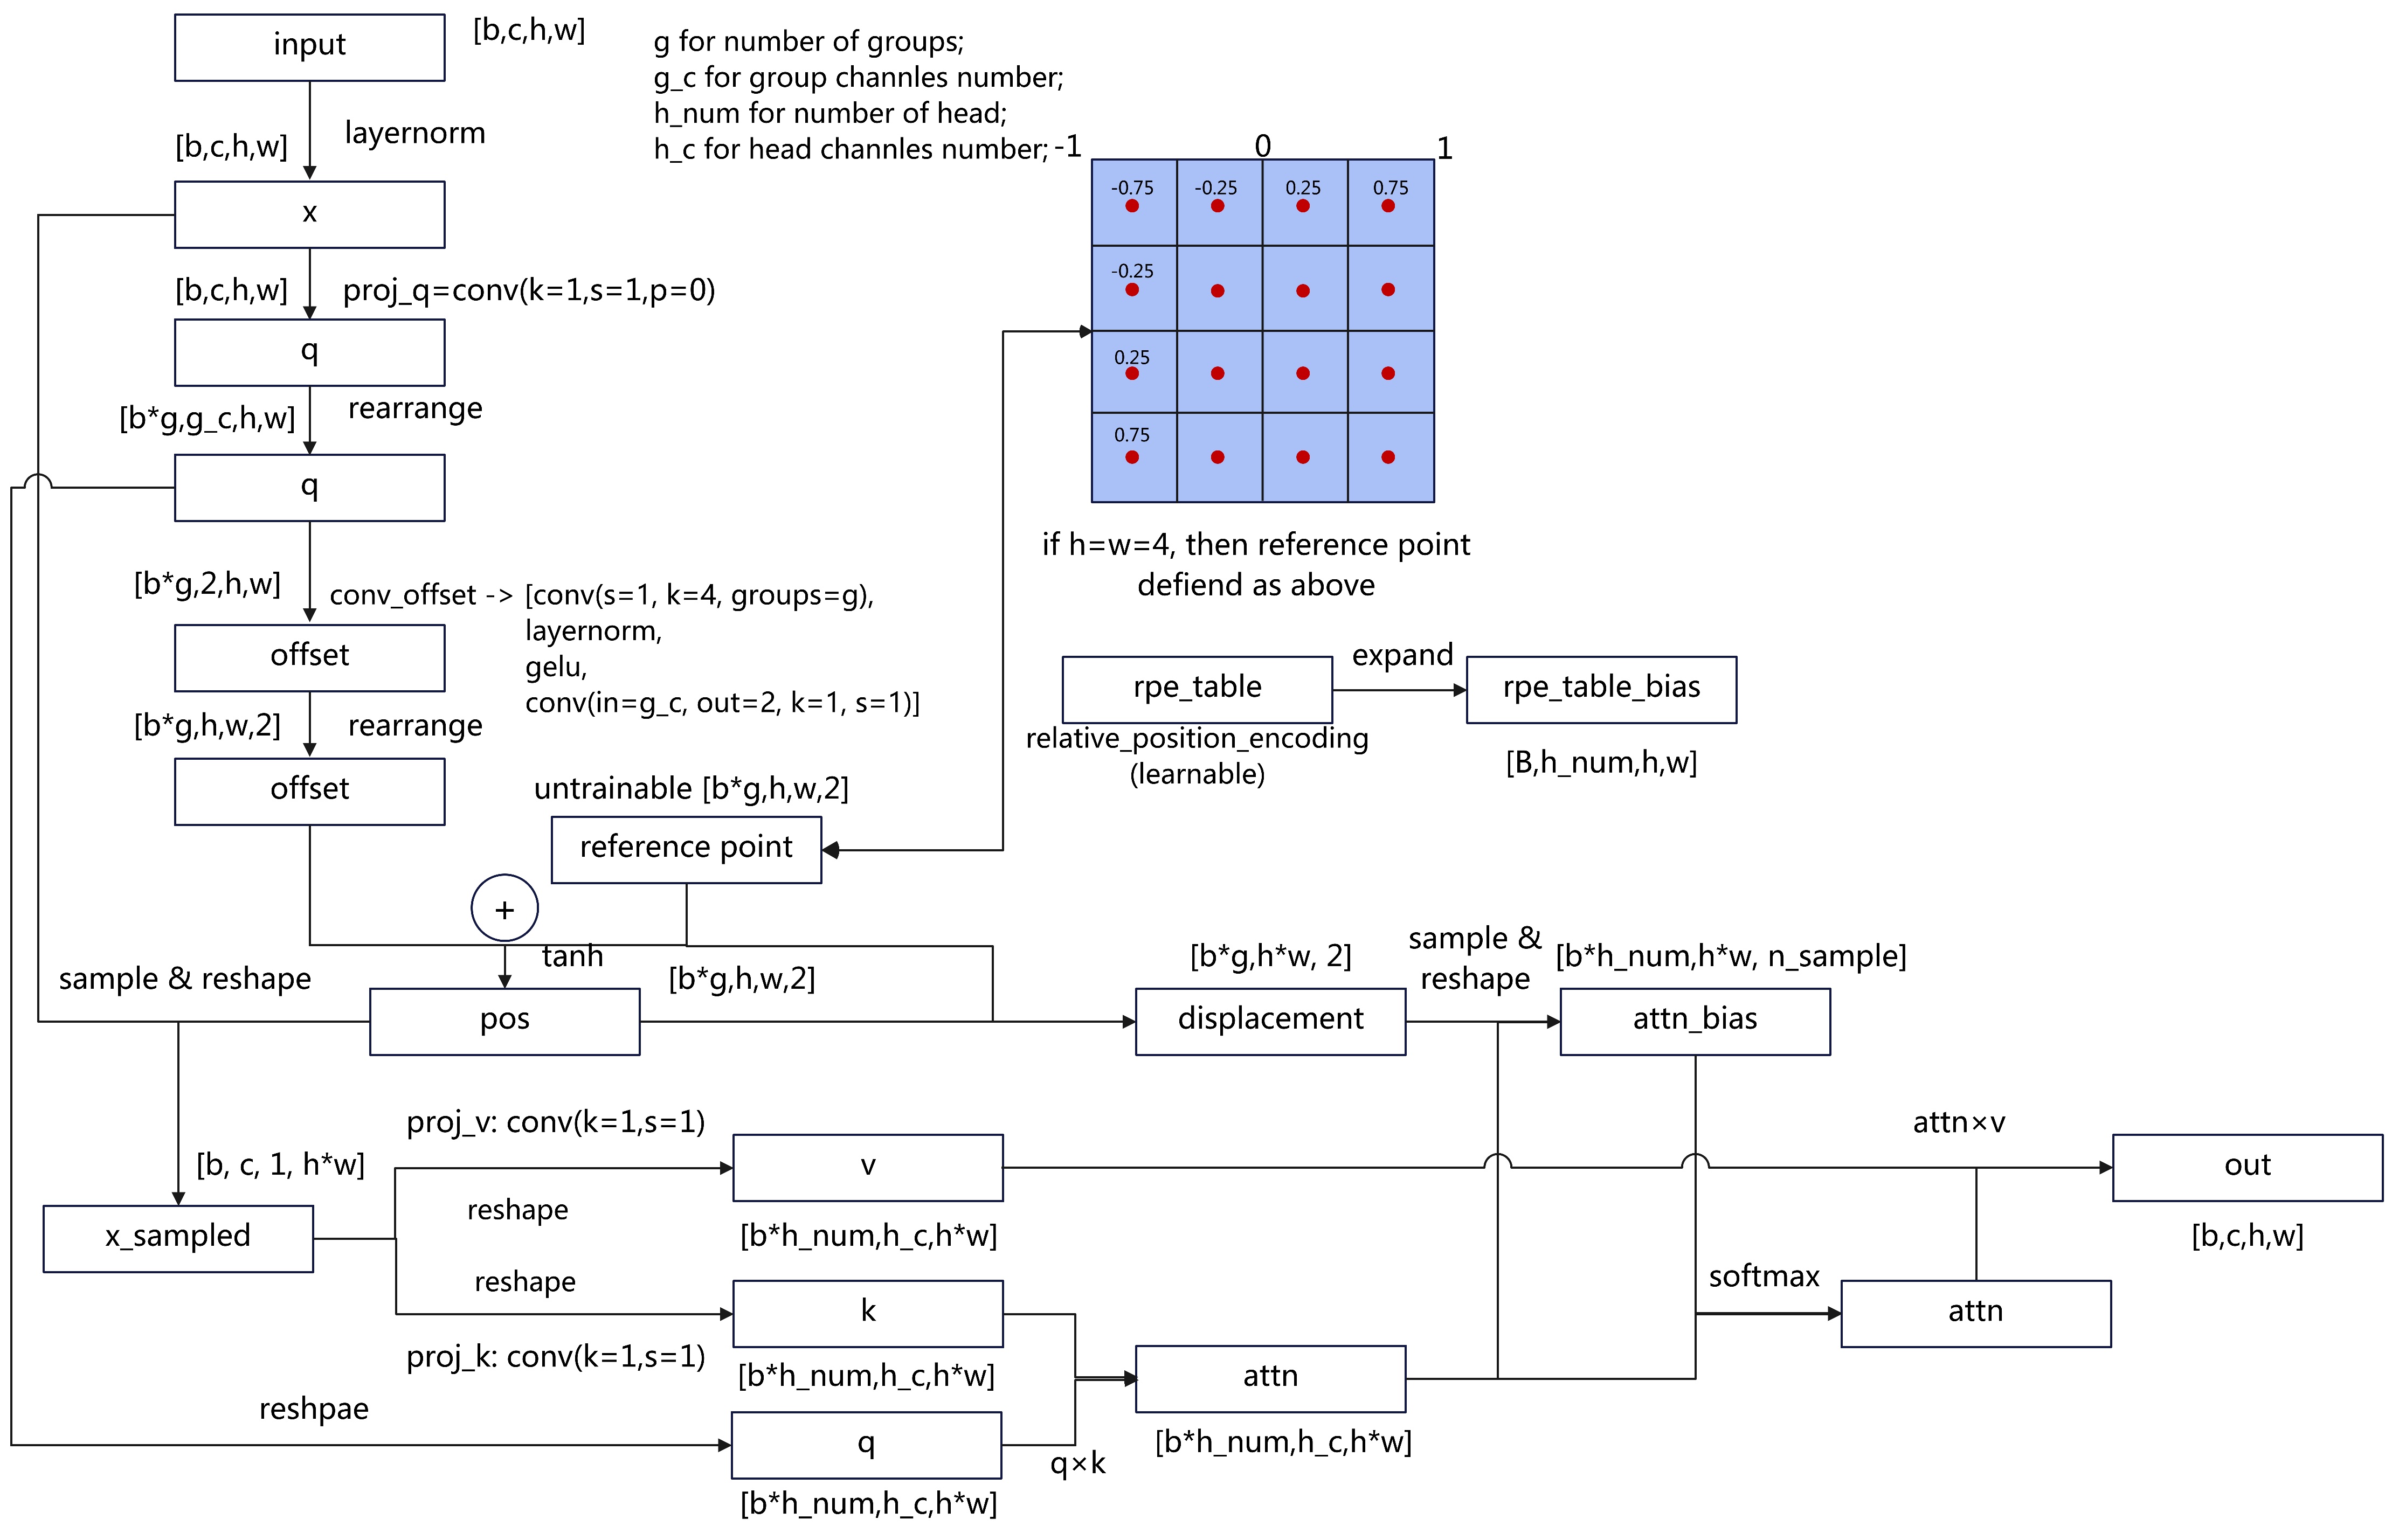 input
[b,c,h,w]
g for number of groups;
g_c for group channles number;
h_num for number of head;
h_c for head channles number;
[b,c,h,w]
layernorm
x
[b,c,h,w]
proj_q=conv(k=1,s=1,p=0)
q
[b*g,g_c,h,w]
rearrange
q
[b*g,2,h,w]
conv_offset -> [conv(s=1, k=4, groups=g),
layernorm,
gelu,
conv(in=g_c, out=2, k=1, s=1)]
offset
[b*g,h,w,2]
rearrange
offset
-1
0
1
-0.75
-0.25
0.25
0.75
-0.25
0.25
0.75
if h=w=4, then reference point
defiend as above
rpe_table
expand
rpe_table_bias
relative_position_encoding
(learnable)
[B,h_num,h,w]
untrainable [b*g,h,w,2]
reference point
+
tanh
sample & reshape
pos
[b*g,h,w,2]
[b*g,h*w, 2]
displacement
sample &
reshape
[b*h_num,h*w, n_sample]
attn_bias
[b, c, 1, h*w]
x_sampled
proj_v: conv(k=1,s=1)
reshape
v
[b*h_num,h_c,h*w]
attn×v
out
[b,c,h,w]
reshape
proj_k: conv(k=1,s=1)
k
[b*h_num,h_c,h*w]
softmax
attn
attn
[b*h_num,h_c,h*w]
reshpae
q
q×k
[b*h_num,h_c,h*w]